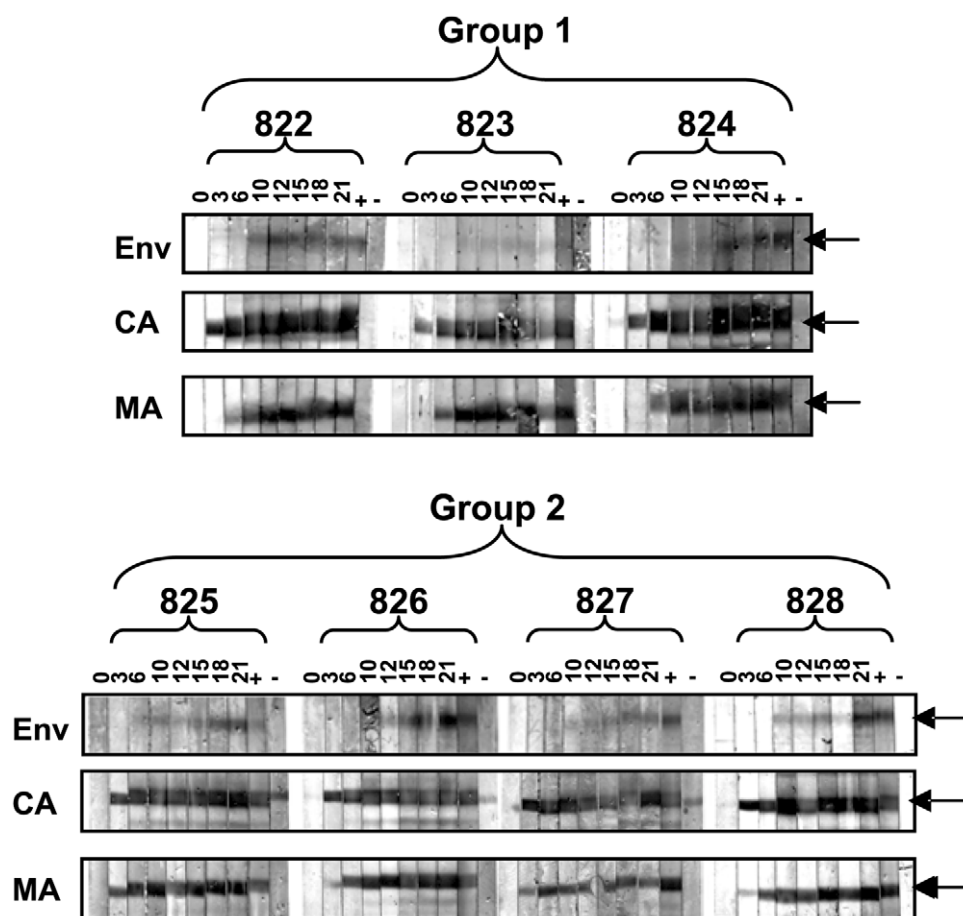 Group 1
822 823 824
0 3 6 10 12 15 18 21 + - 0 3 6 10 12 15 18 21 + - 0 3 6 10 12 15 18 21 + -
Env
CA
MA
Group 2
825 826 827 828
0 3 6 10 12 15 18 21 + - 0 3 6 10 12 15 18 21 + - 0 3 6 10 12 15 18 21 + - 0 3 6 10 12 15 18 21 + -
Env
CA
MA